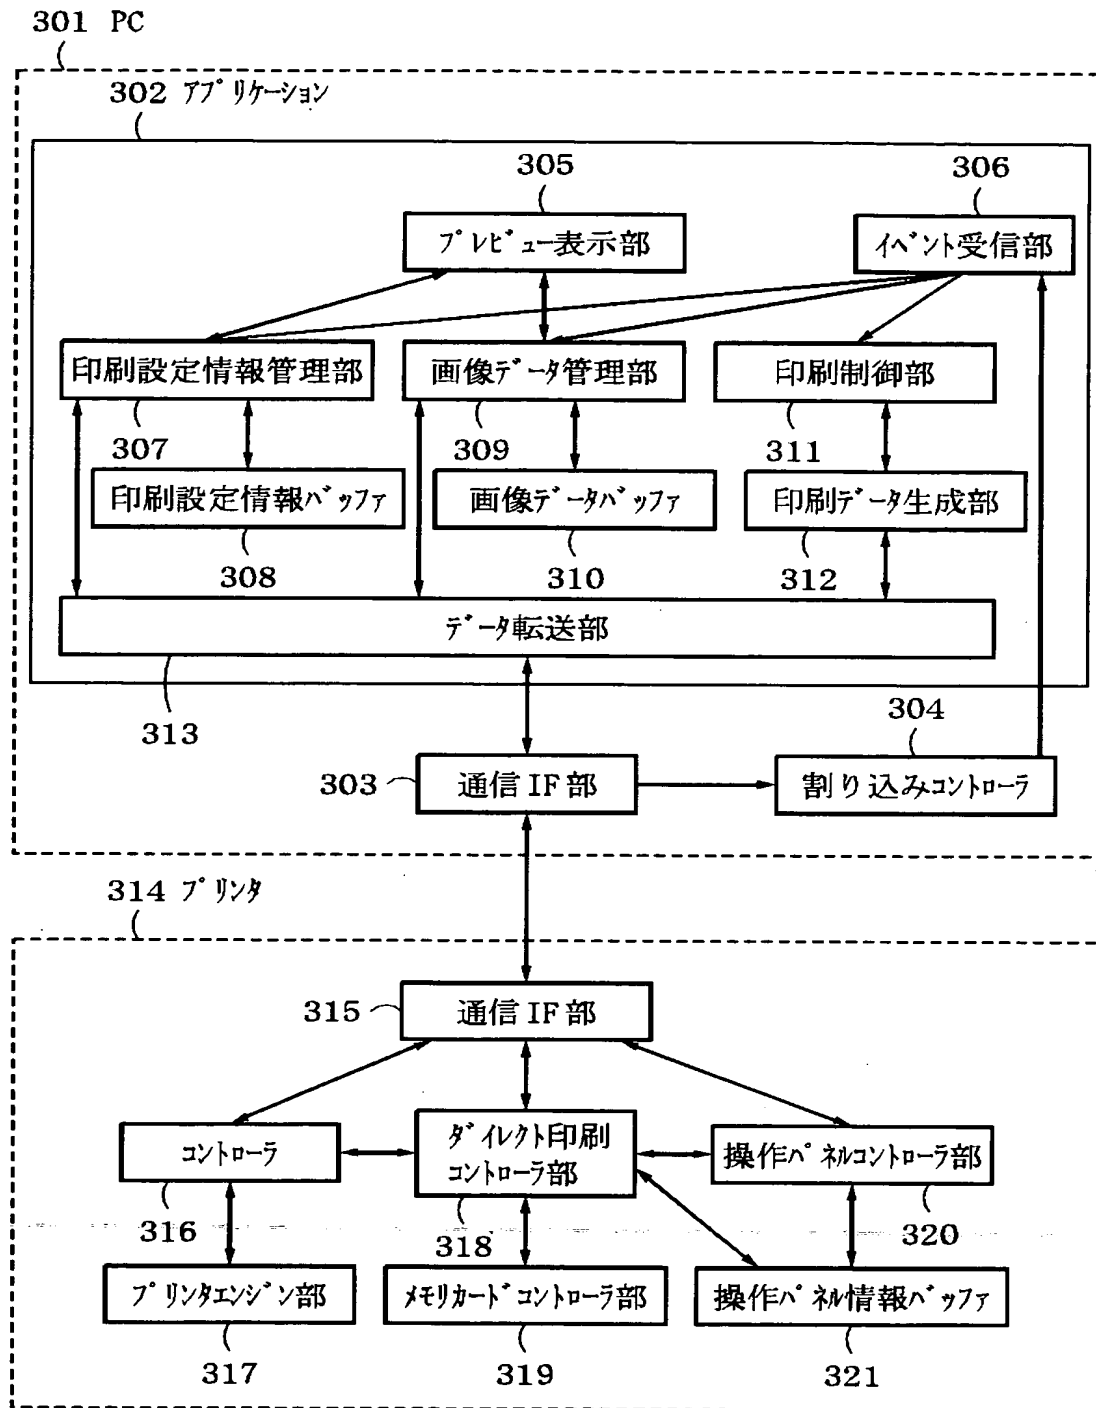 301 PC
302 アプリケーション
305
306
プレビュー表示部
イベント受信部
印刷設定情報管理部
画像データ管理部
印刷制御部
307
309
311
印刷設定情報バッファ
画像データバッファ
印刷データ生成部
308
310
312
データ転送部
313
304
303
通信IF部
割り込みコントローラ
314 プリンタ
315
通信IF部
コントローラ
ダイレクト印刷
コントローラ部
操作パネルコントローラ部
316
318
320
プリンタエンジン部
メモリカードコントローラ部
操作パネル情報バッファ
317
319
321